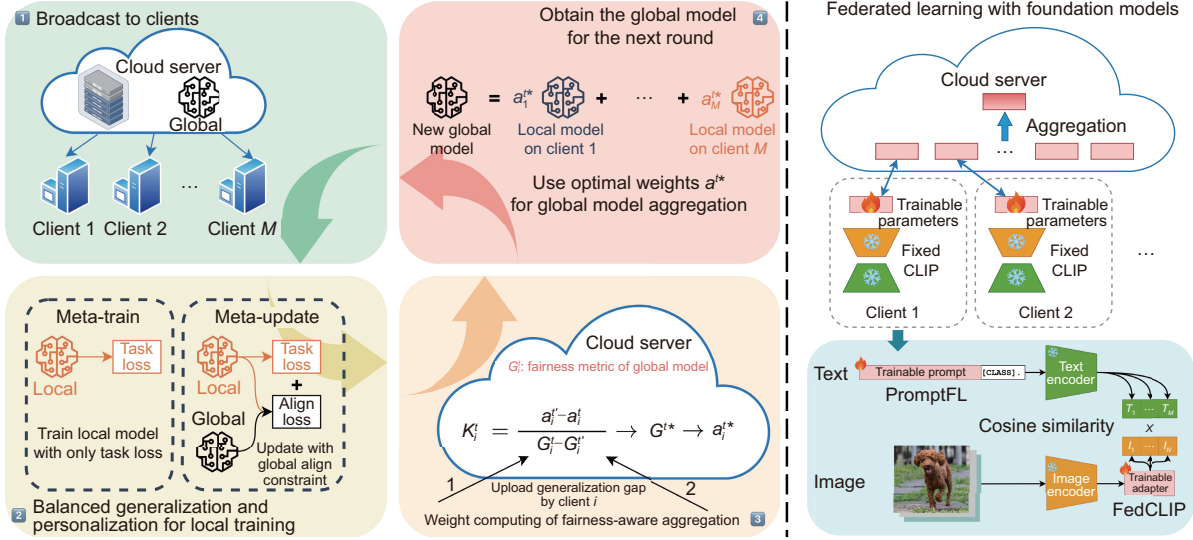 1 Broadcast to clients
Cloud server
Global
Client 1
Client 2
...
Client M
Obtain the global model 4
for the next round
= a₁ᵗ* + ... + a_Mᵗ*
New global
model
Local model
on client 1
Local model
on client M
Use optimal weights aᵗ*
for global model aggregation
Meta-train
Local
Task
loss
Train local model
with only task loss
Meta-update
Local
Task
loss
+
Global
Align
loss
Update with
global align
constraint
2 Balanced generalization and
personalization for local training
Cloud server
Gᵢᵗ: fairness metric of global model
Kᵢᵗ = (aᵢᵗ′ – aᵢᵗ) / (Gᵢᵗ – Gᵢᵗ′) → Gᵗ* → aᵢᵗ*
1
2
Upload generalization gap
by client i
Weight computing of fairness-aware aggregation 3
Federated learning with foundation models
Cloud server
Aggregation
...
Trainable
parameters
Fixed
CLIP
Client 1
Trainable
parameters
Fixed
CLIP
Client 2
...
Text
Trainable prompt [CLASS].
PromptFL
Text
encoder
T₁ ... T_M
Cosine similarity
x
I₁ ... I_N
Image
Image
encoder
Trainable
adapter
FedCLIP